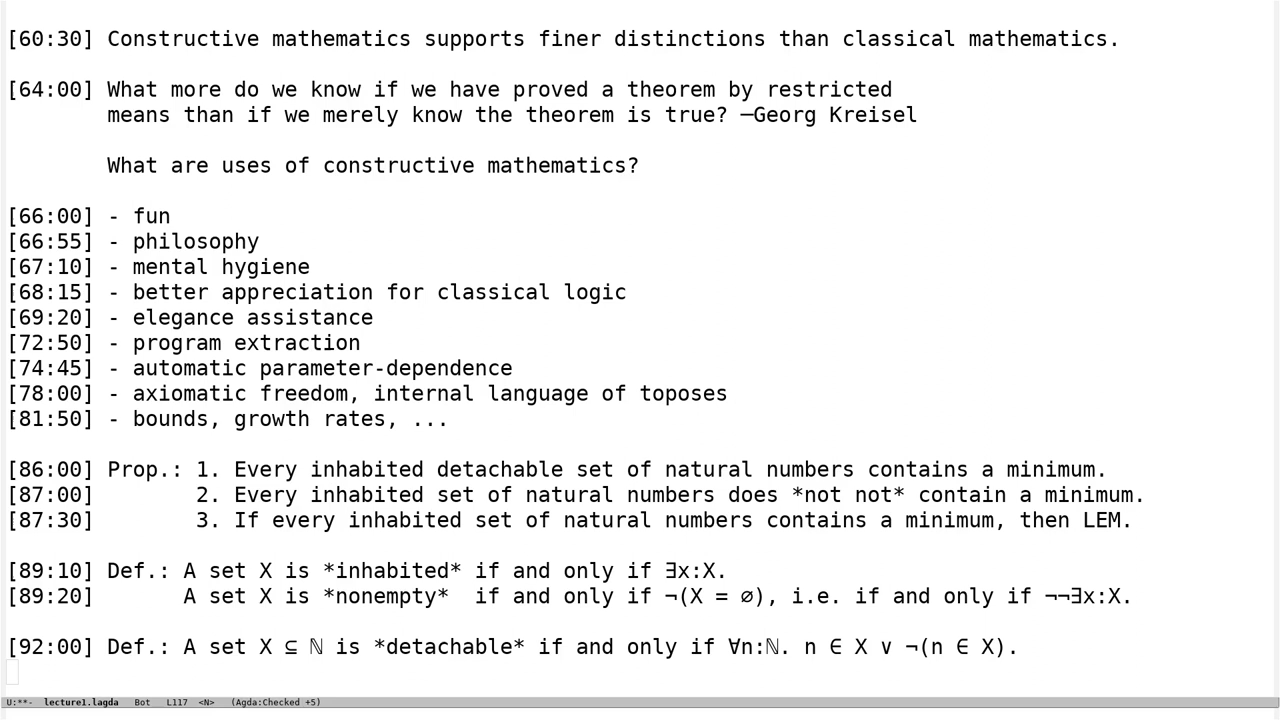 [60:30] Constructive mathematics supports finer distinctions than classical mathematics.
[64:00] What more do we know if we have proved a theorem by restricted
means than if we merely know the theorem is true? —Georg Kreisel
What are uses of constructive mathematics?
[66:00] - fun
[66:55] - philosophy
[67:10] - mental hygiene
[68:15] - better appreciation for classical logic
[69:20] - elegance assistance
[72:50] - program extraction
[74:45] - automatic parameter-dependence
[78:00] - axiomatic freedom, internal language of toposes
[81:50] - bounds, growth rates, ...
[86:00] Prop.: 1. Every inhabited detachable set of natural numbers contains a minimum.
[87:00] 2. Every inhabited set of natural numbers does *not not* contain a minimum.
[87:30] 3. If every inhabited set of natural numbers contains a minimum, then LEM.
[89:10] Def.: A set X is *inhabited* if and only if ∃x:X.
[89:20] A set X is *nonempty* if and only if ¬(X = ∅), i.e. if and only if ¬¬∃x:X.
[92:00] Def.: A set X ⊆ ℕ is *detachable* if and only if ∀n:ℕ. n ∈ X ∨ ¬(n ∈ X).
U:**- lecture1.lagda Bot L117 <N> (Agda:Checked +5)